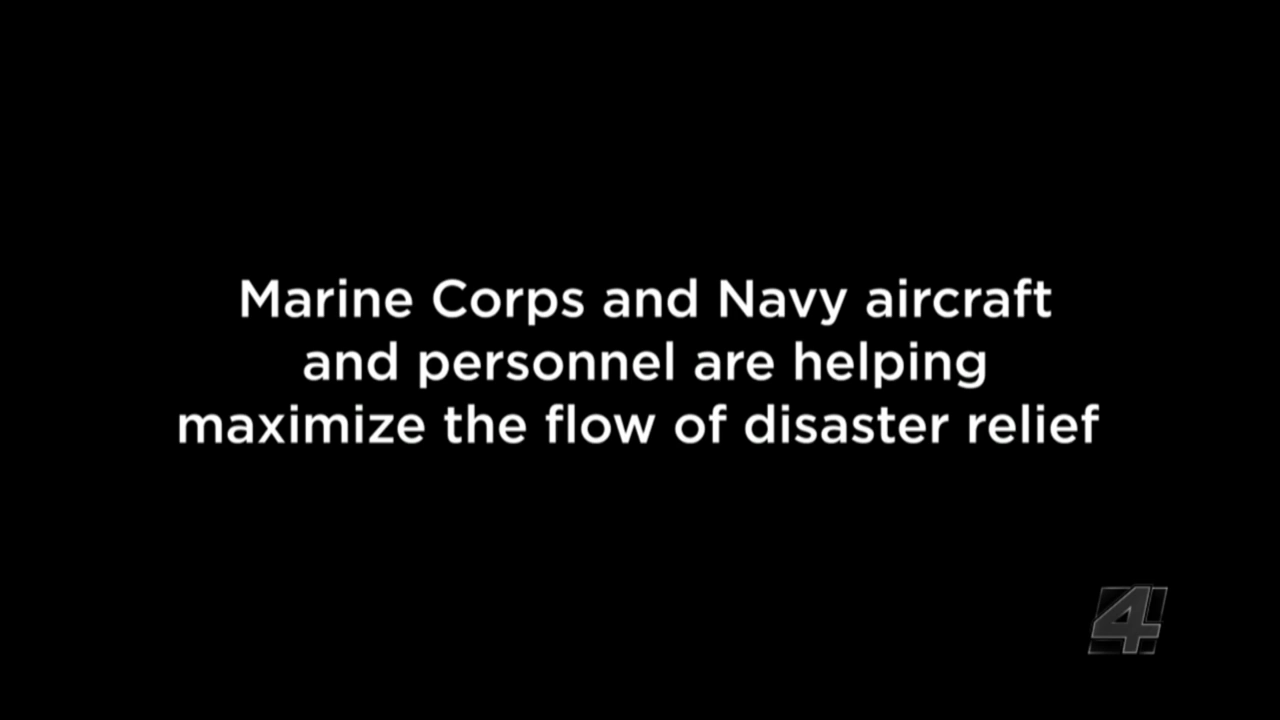 Marine Corps and Navy aircraft
and personnel are helping
maximize the flow of disaster relief
4